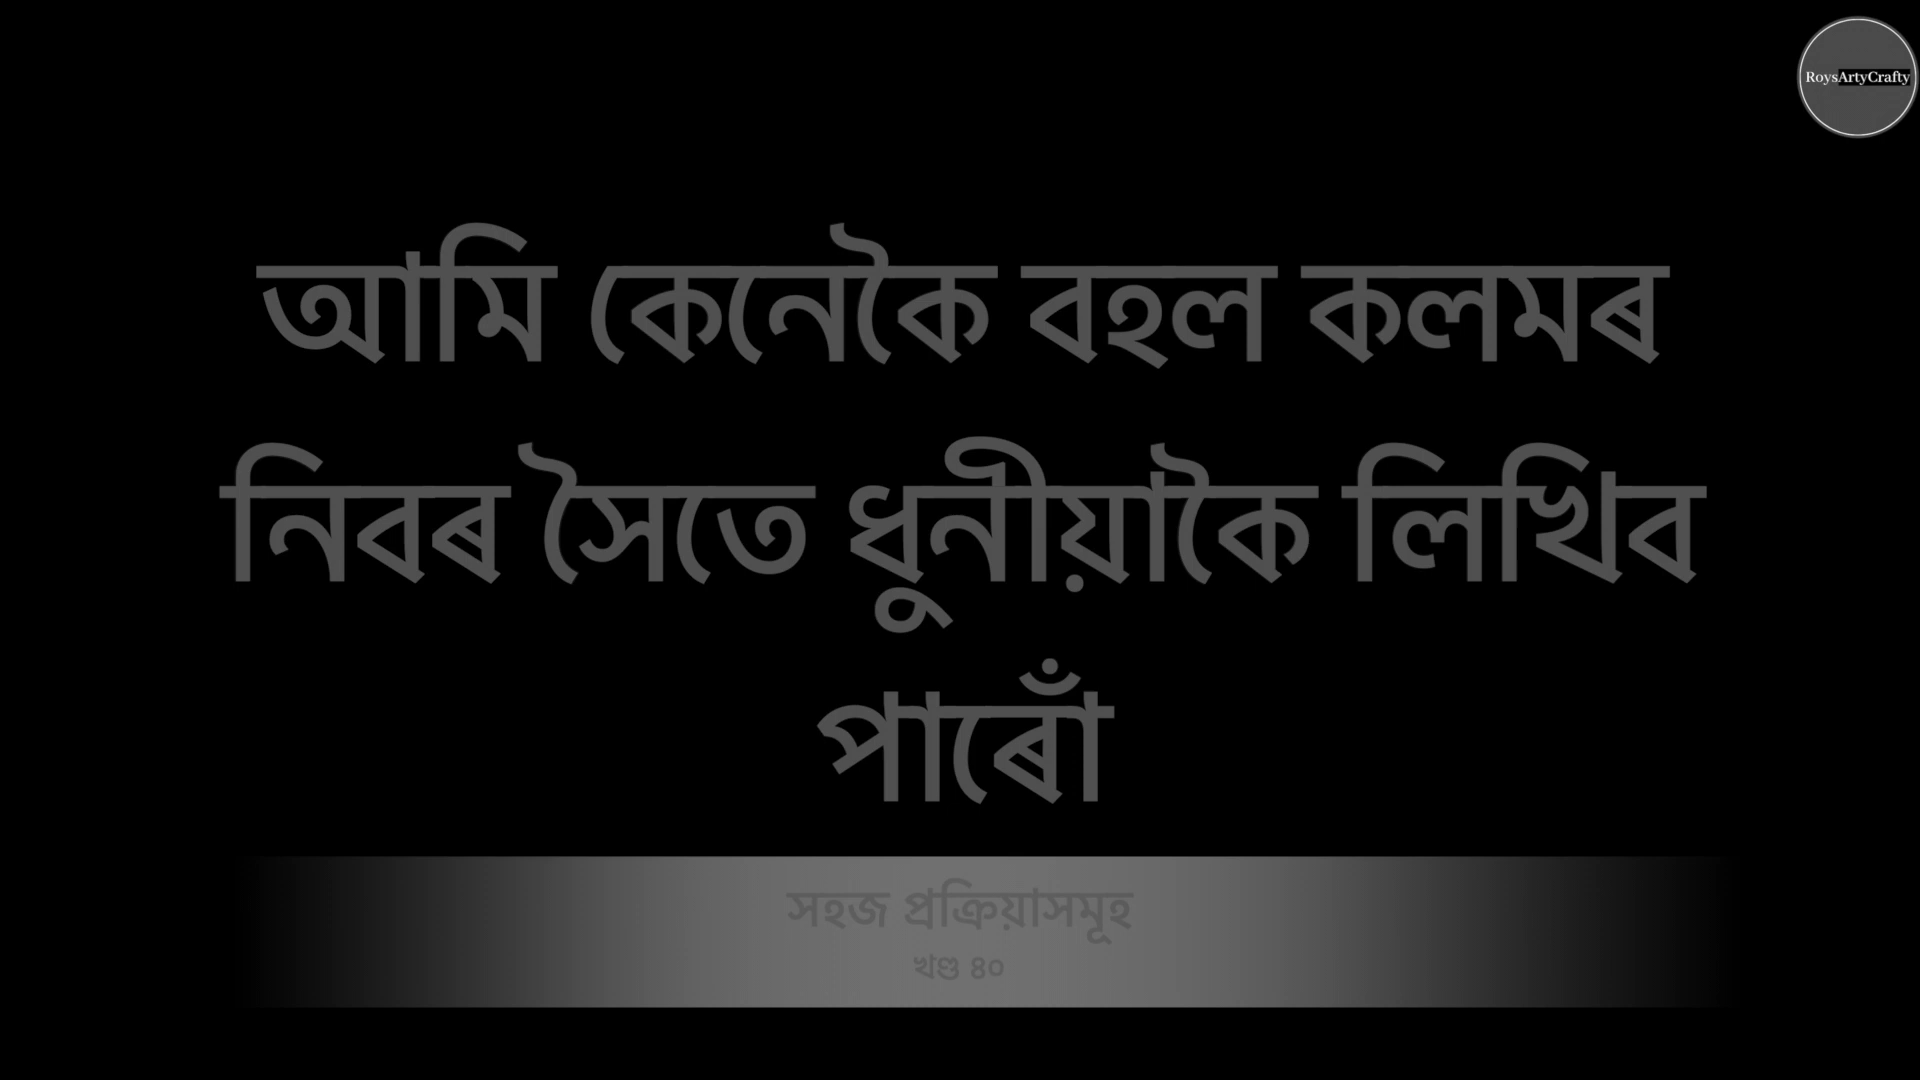 RoysArtyCrafty
আমি কেনেকৈ বহল কলমৰ
নিবৰ সৈতে ধুনীয়াকৈ লিখিব
পাৰোঁ
সহজ প্ৰক্ৰিয়াসমূহ
খণ্ড ৪০